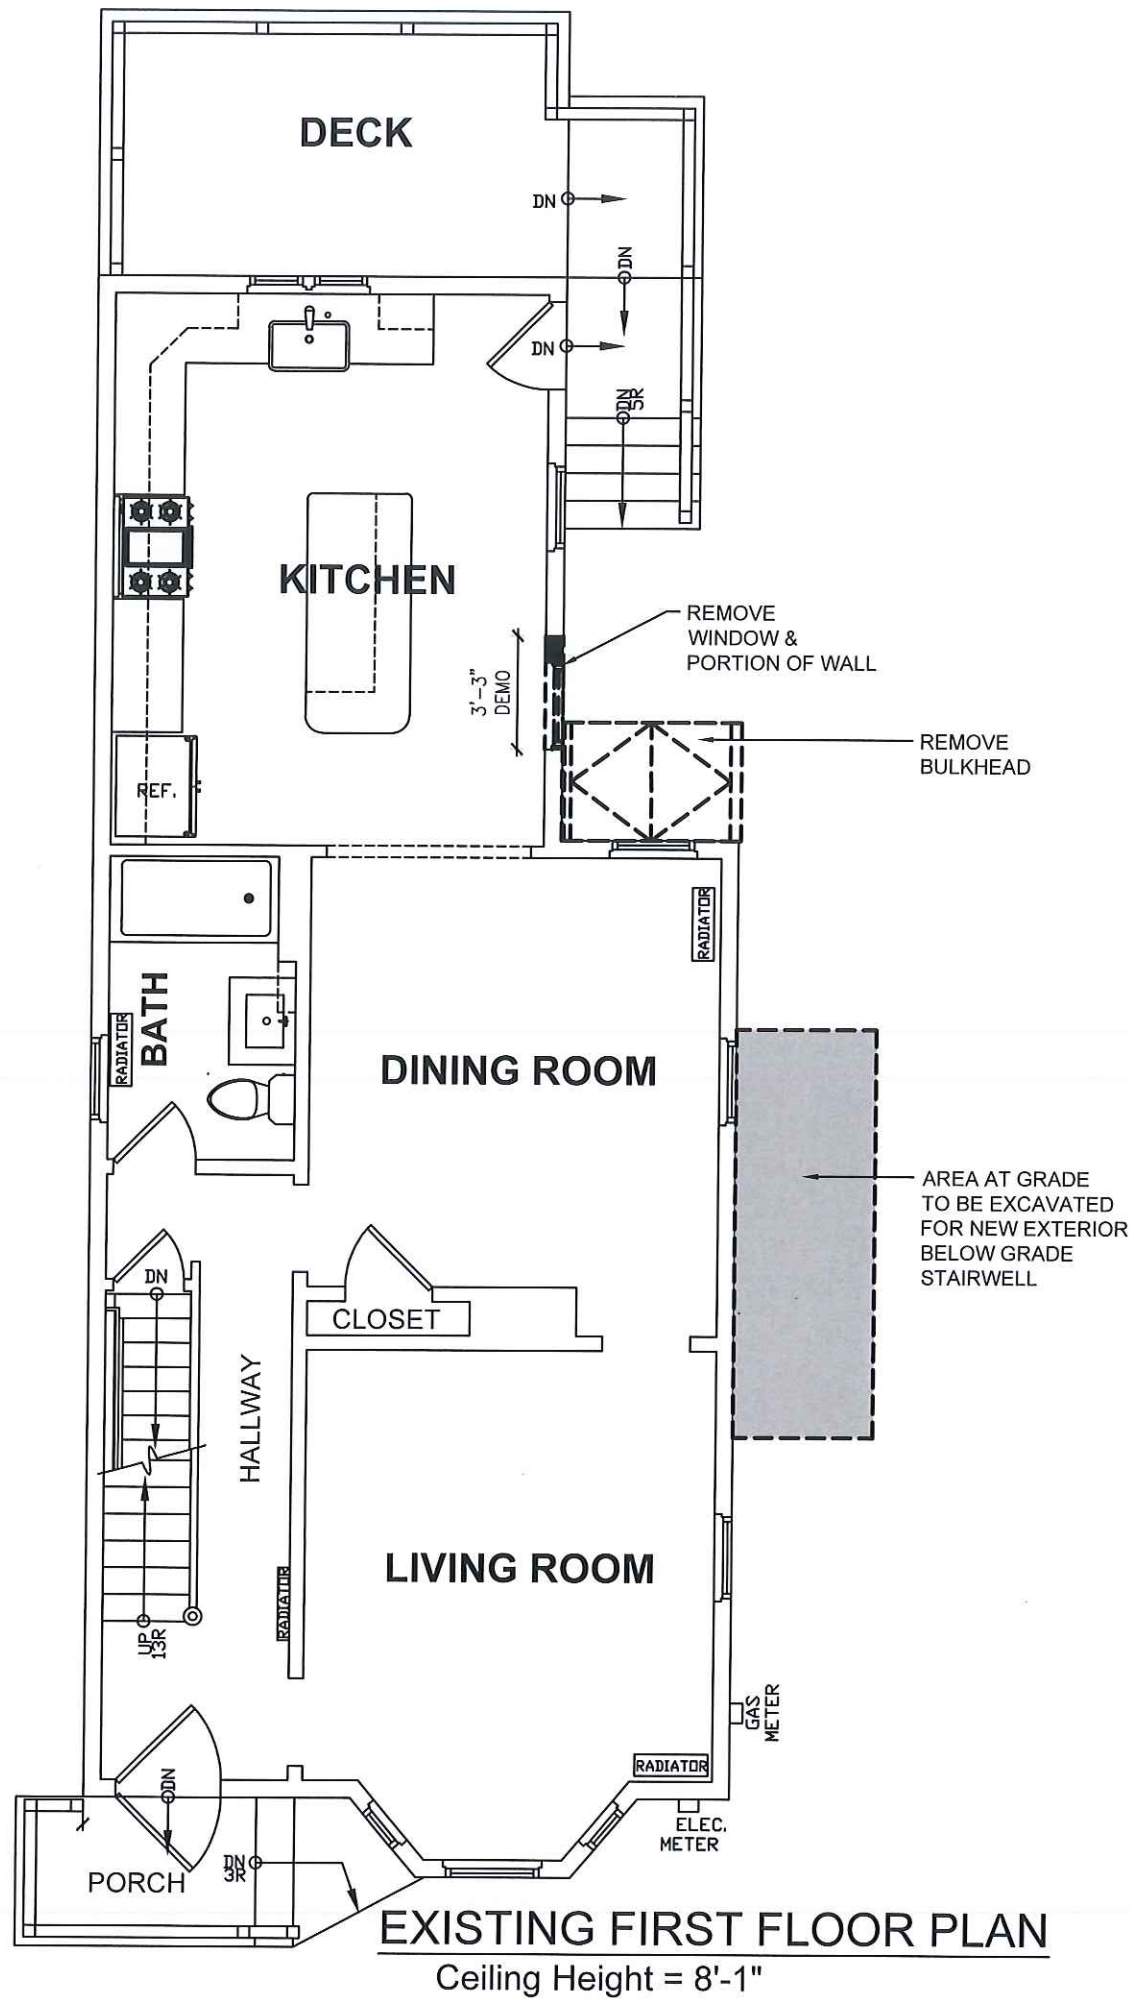 DECK
DN
DN
DN
DN
5R
KITCHEN
REMOVE
WINDOW &
PORTION OF WALL
3'-3"
DEMO
REMOVE
BULKHEAD
REF.
RADIATOR
BATH
RADIATOR
DINING ROOM
AREA AT GRADE
TO BE EXCAVATED
FOR NEW EXTERIOR
BELOW GRADE
STAIRWELL
DN
CLOSET
HALLWAY
LIVING ROOM
RADIATOR
UP
13R
GAS
METER
RADIATOR
DN
ELEC.
METER
DN
3R
PORCH
EXISTING FIRST FLOOR PLAN
Ceiling Height = 8'-1"